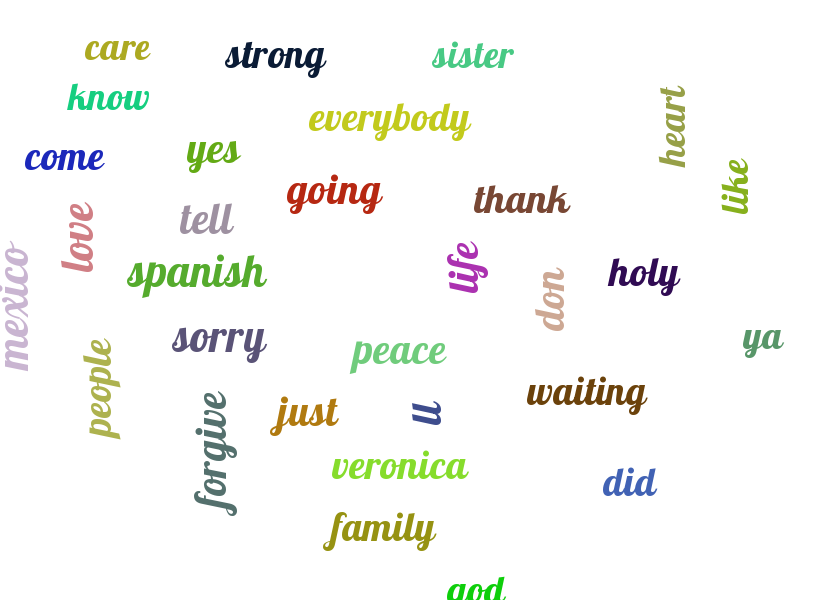 care
strong
sister
know
everybody
heart
come
yes
like
going
thank
love
tell
mexico
spanish
life
don
holy
sorry
peace
ya
people
waiting
forgive
just
u
veronica
did
family
god